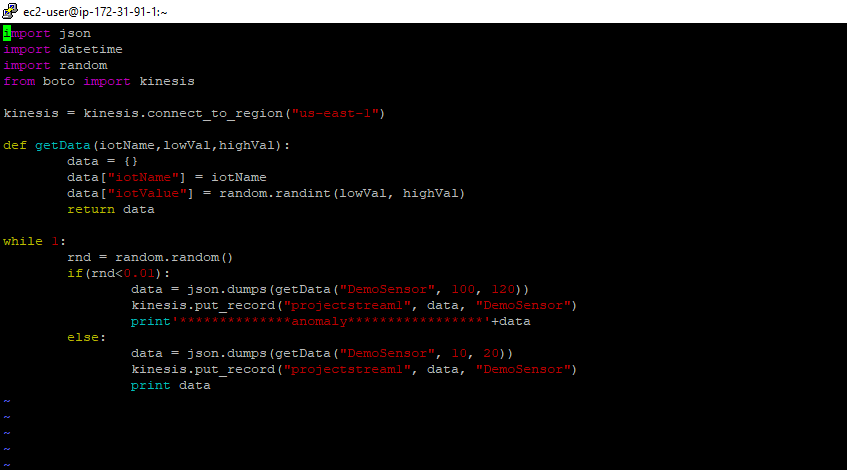 ec2-user@ip-172-31-91-1:~
import json
import datetime
import random
from boto import kinesis
kinesis = kinesis.connect_to_region("us-east-1")
def getData(iotName,lowVal,highVal):
        data = {}
        data["iotName"] = iotName
        data["iotValue"] = random.randint(lowVal, highVal)
        return data
while 1:
        rnd = random.random()
        if(rnd<0.01):
                data = json.dumps(getData("DemoSensor", 100, 120))
                kinesis.put_record("projectstream1", data, "DemoSensor")
                print'**************anomaly*****************'+data
        else:
                data = json.dumps(getData("DemoSensor", 10, 20))
                kinesis.put_record("projectstream1", data, "DemoSensor")
                print data
~
~
~
~
~